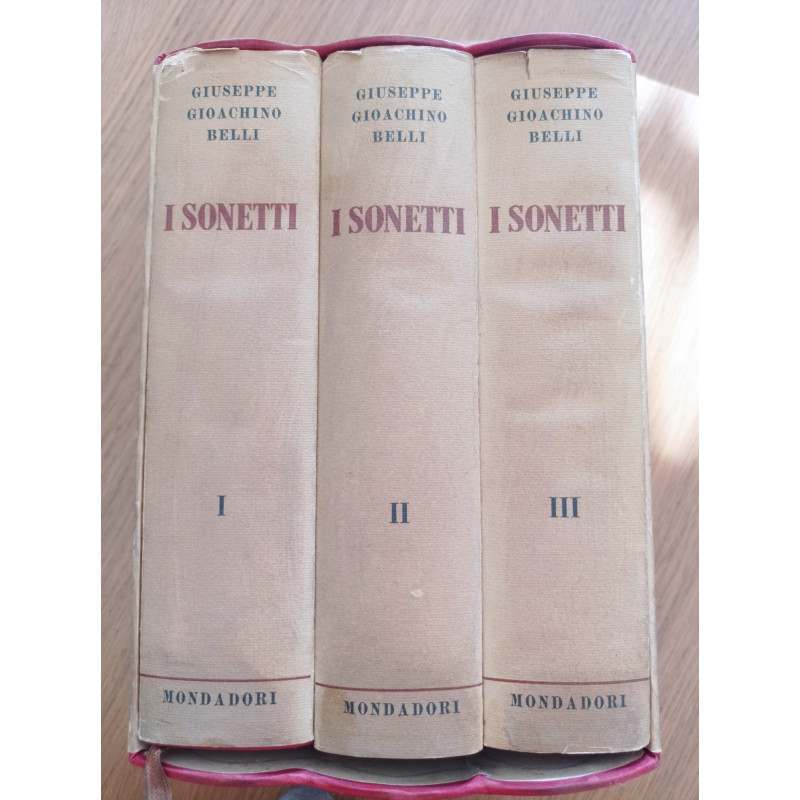 GIUSEPPE
GIOACHINO
BELLI
I SONETTI
I
MONDADORI
GIUSEPPE
GIOACHINO
BELLI
I SONETTI
II
MONDADORI
GIUSEPPE
GIOACHINO
BELLI
I SONETTI
III
MONDADORI